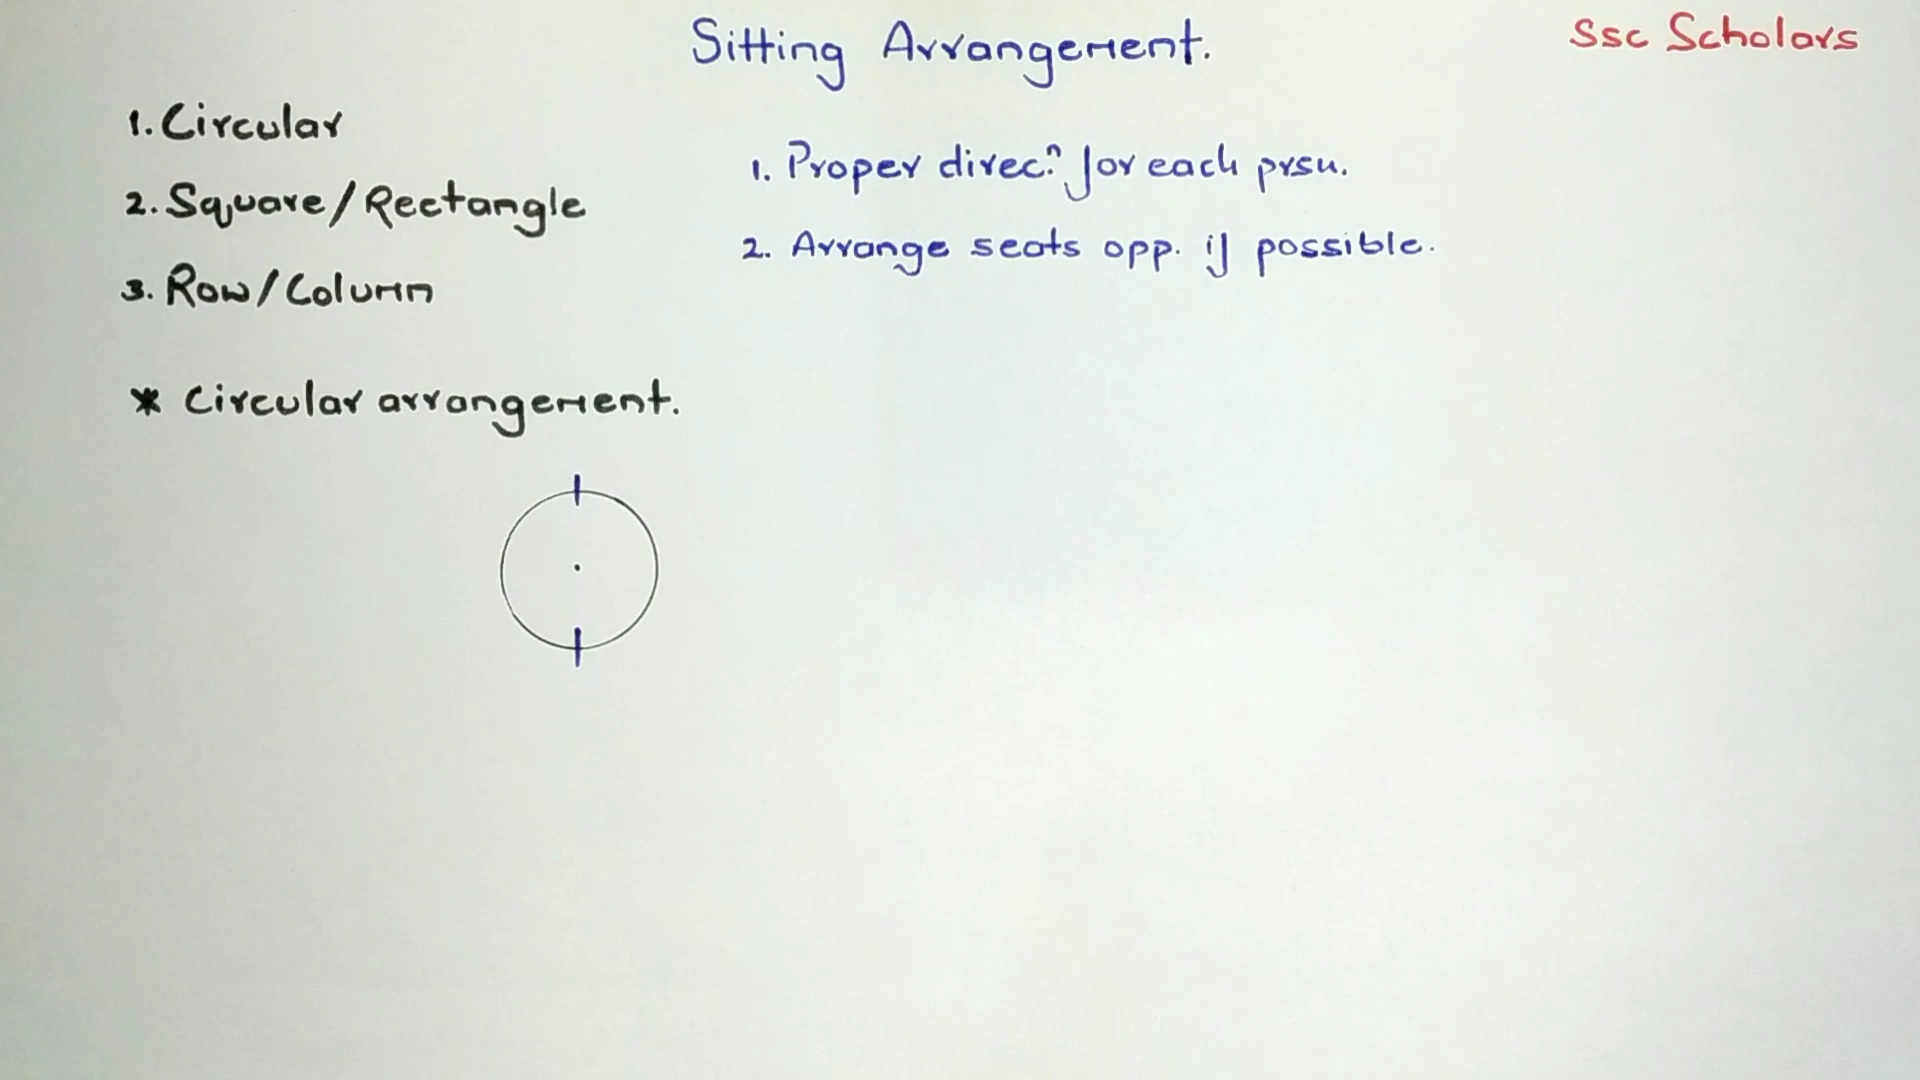 Sitting Arrangement.
Ssc Scholars
1. Circular
2. Square/Rectangle
3. Row/Column
1. Proper direcⁿ. for each prsn.
2. Arrange seats opp. if possible.
* Circular arrangement.